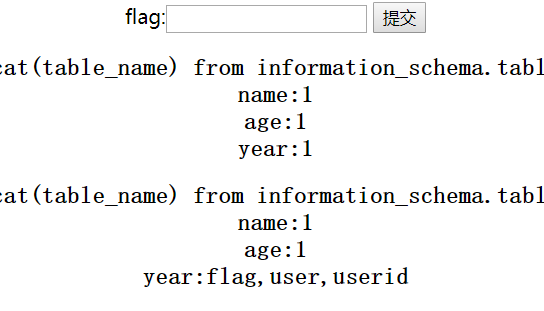 flag: 提交
cat(table_name) from information_schema.tabl
name:1
age:1
year:1
cat(table_name) from information_schema.tabl
name:1
age:1
year:flag,user,userid